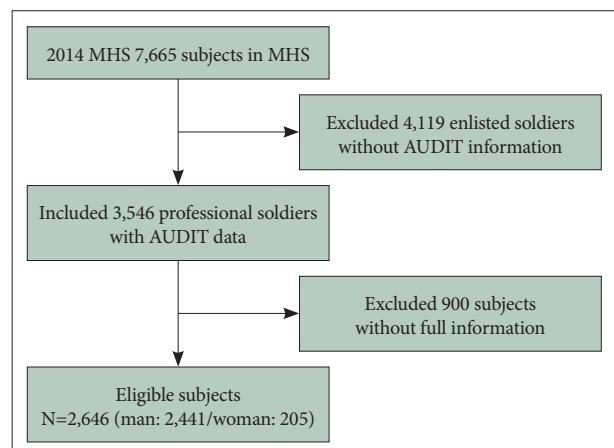 2014 MHS 7,665 subjects in MHS
Excluded 4,119 enlisted soldiers
without AUDIT information
Included 3,546 professional soldiers
with AUDIT data
Excluded 900 subjects
without full information
Eligible subjects
N=2,646 (man: 2,441/woman: 205)